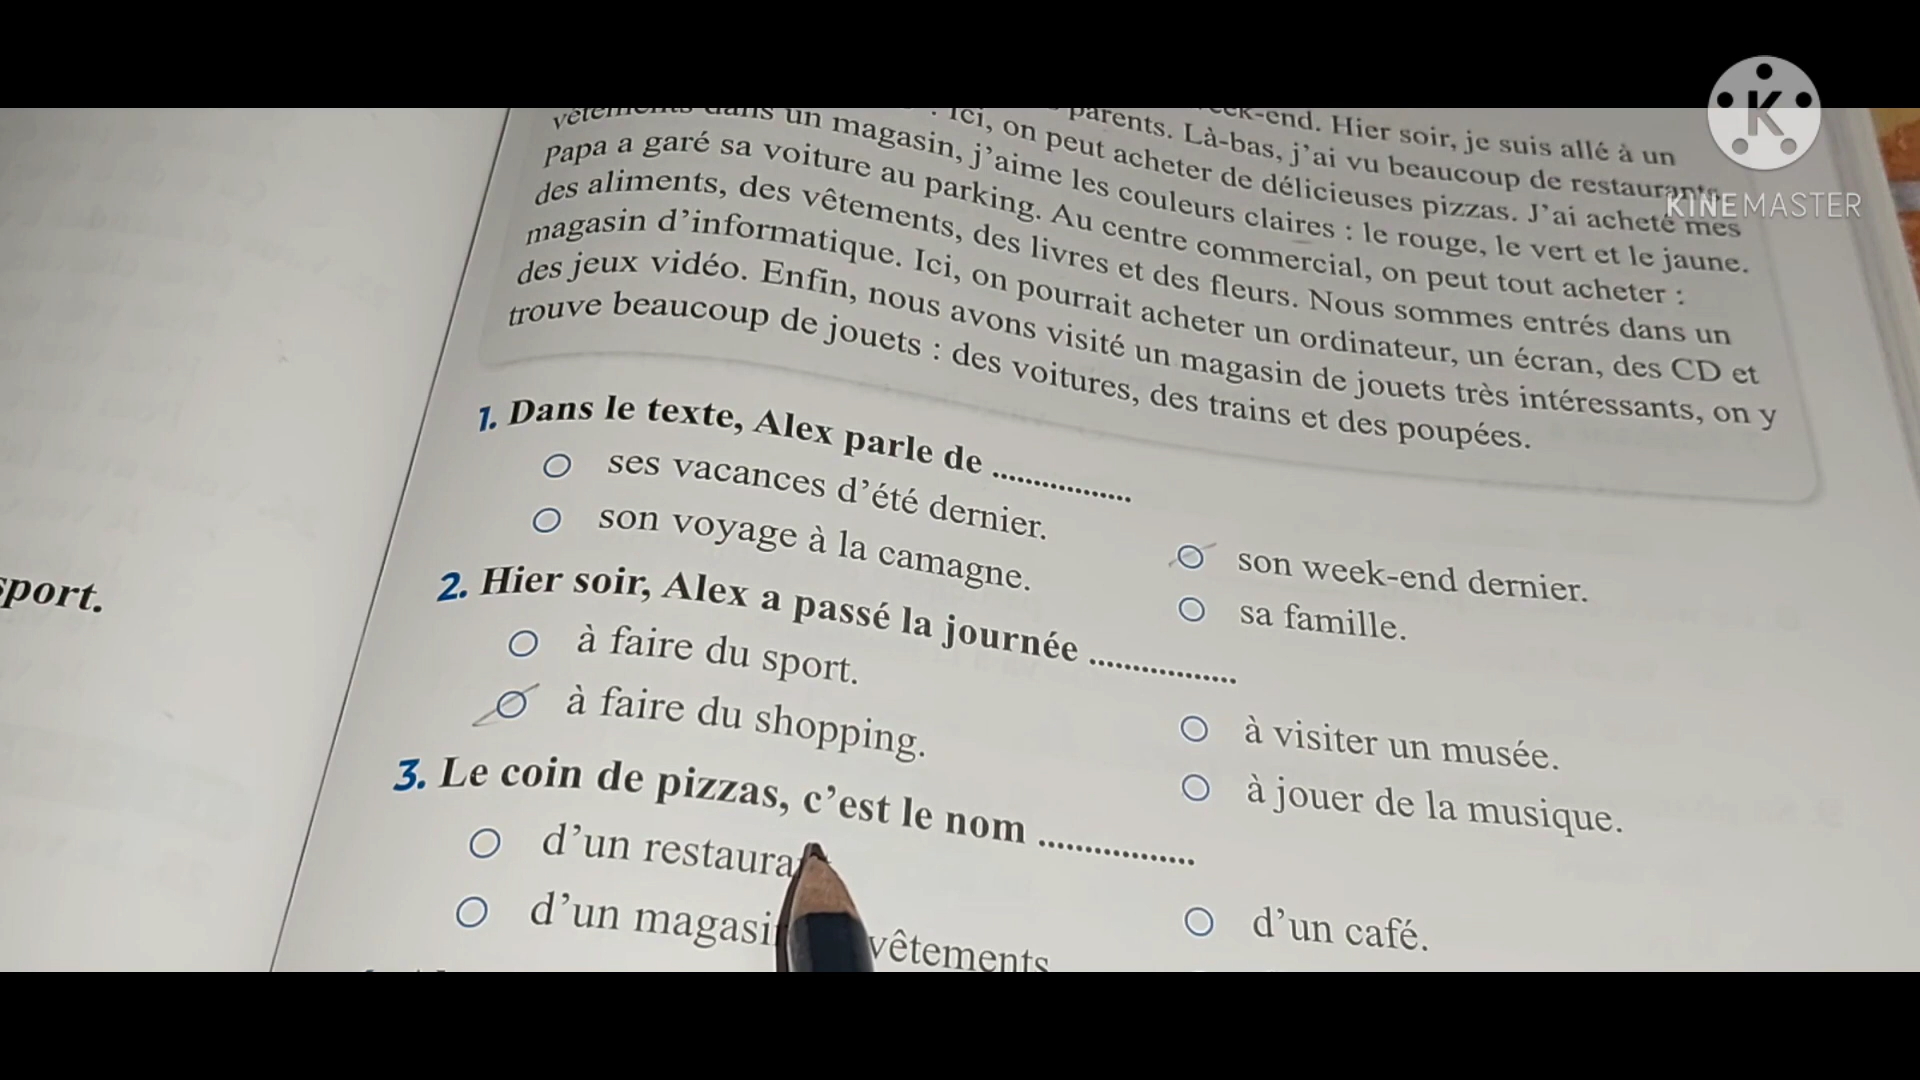 week-end. Hier soir, je suis allé à un
parents. Là-bas, j'ai vu beaucoup de restaurants
: Ici, on peut acheter de délicieuses pizzas. J'ai acheté mes
vêtements dans un magasin, j'aime les couleurs claires : le rouge, le vert et le jaune.
Papa a garé sa voiture au parking. Au centre commercial, on peut tout acheter :
des aliments, des vêtements, des livres et des fleurs. Nous sommes entrés dans un
magasin d'informatique. Ici, on pourrait acheter un ordinateur, un écran, des CD et
des jeux vidéo. Enfin, nous avons visité un magasin de jouets très intéressants, on y
trouve beaucoup de jouets : des voitures, des trains et des poupées.
1. Dans le texte, Alex parle de ................
ses vacances d'été dernier.
son week-end dernier.
son voyage à la camagne.
sa famille.
2. Hier soir, Alex a passé la journée ................
à faire du sport.
à visiter un musée.
à faire du shopping.
à jouer de la musique.
3. Le coin de pizzas, c'est le nom ................
d'un restaura
d'un café.
d'un magasi vêtements
sport.
K
KINEMASTER